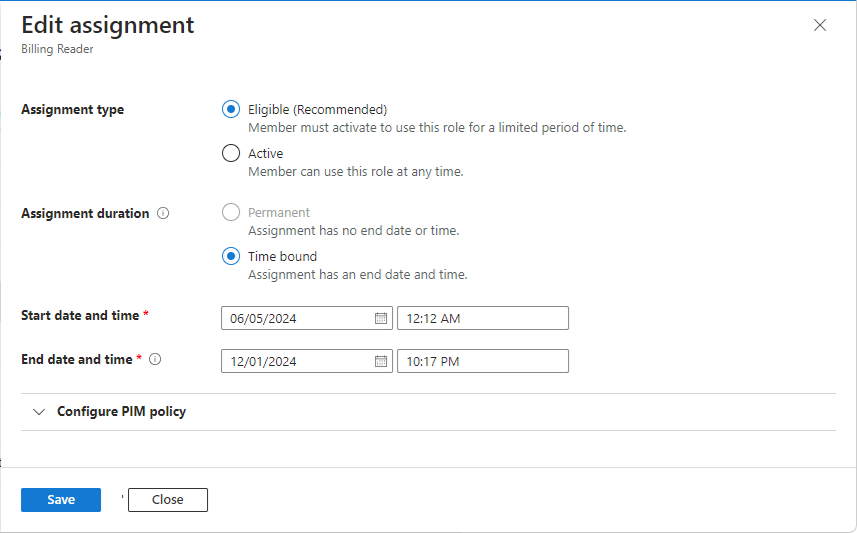 Edit assignment
Billing Reader
Assignment type
Eligible (Recommended)
Member must activate to use this role for a limited period of time.
Active
Member can use this role at any time.
Assignment duration
Permanent
Assignment has no end date or time.
Time bound
Assignment has an end date and time.
Start date and time *
06/05/2024 12:12 AM
End date and time *
12/01/2024 10:17 PM
Configure PIM policy
Save Close